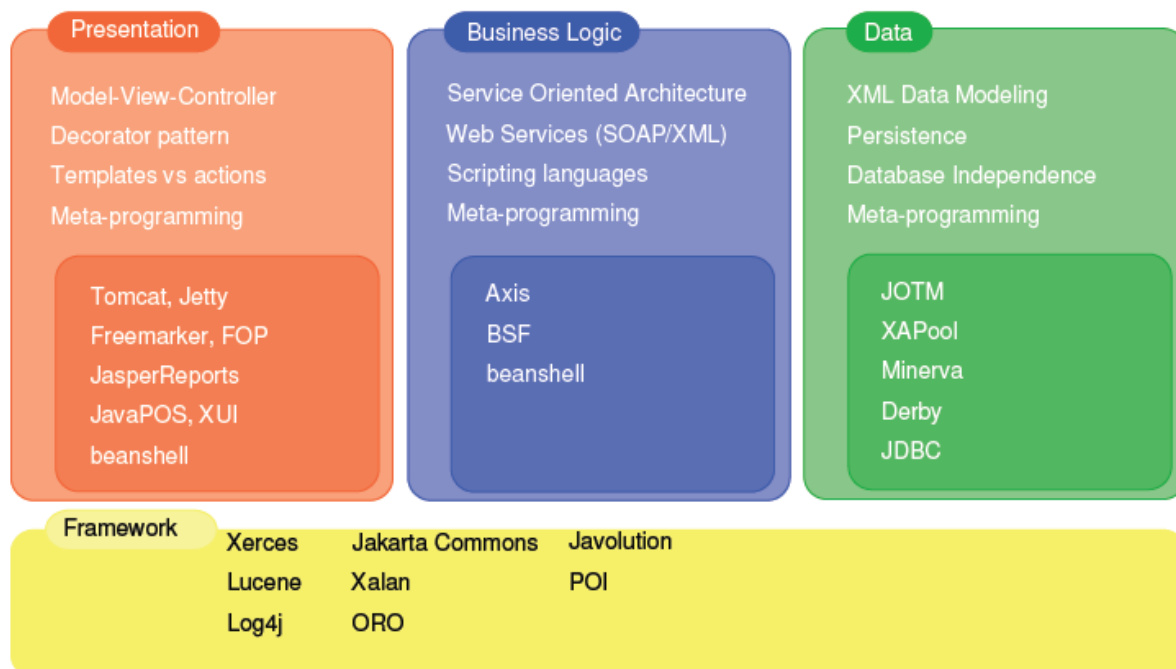 Presentation
Model-View-Controller
Decorator pattern
Templates vs actions
Meta-programming
Tomcat, Jetty
Freemarker, FOP
JasperReports
JavaPOS, XUI
beanshell
Business Logic
Service Oriented Architecture
Web Services (SOAP/XML)
Scripting languages
Meta-programming
Axis
BSF
beanshell
Data
XML Data Modeling
Persistence
Database Independence
Meta-programming
JOTM
XAPool
Minerva
Derby
JDBC
Framework
Xerces Jakarta Commons Javolution
Lucene Xalan POI
Log4j ORO